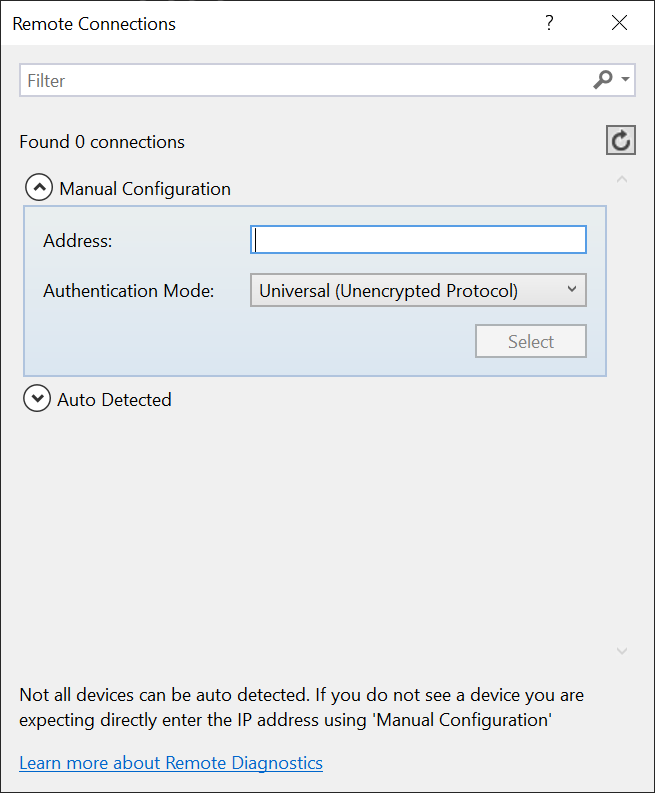 Remote Connections
?
Filter
Found 0 connections
Manual Configuration
Address:
Authentication Mode: Universal (Unencrypted Protocol)
Select
Auto Detected
Not all devices can be auto detected. If you do not see a device you are
expecting directly enter the IP address using 'Manual Configuration'
Learn more about Remote Diagnostics